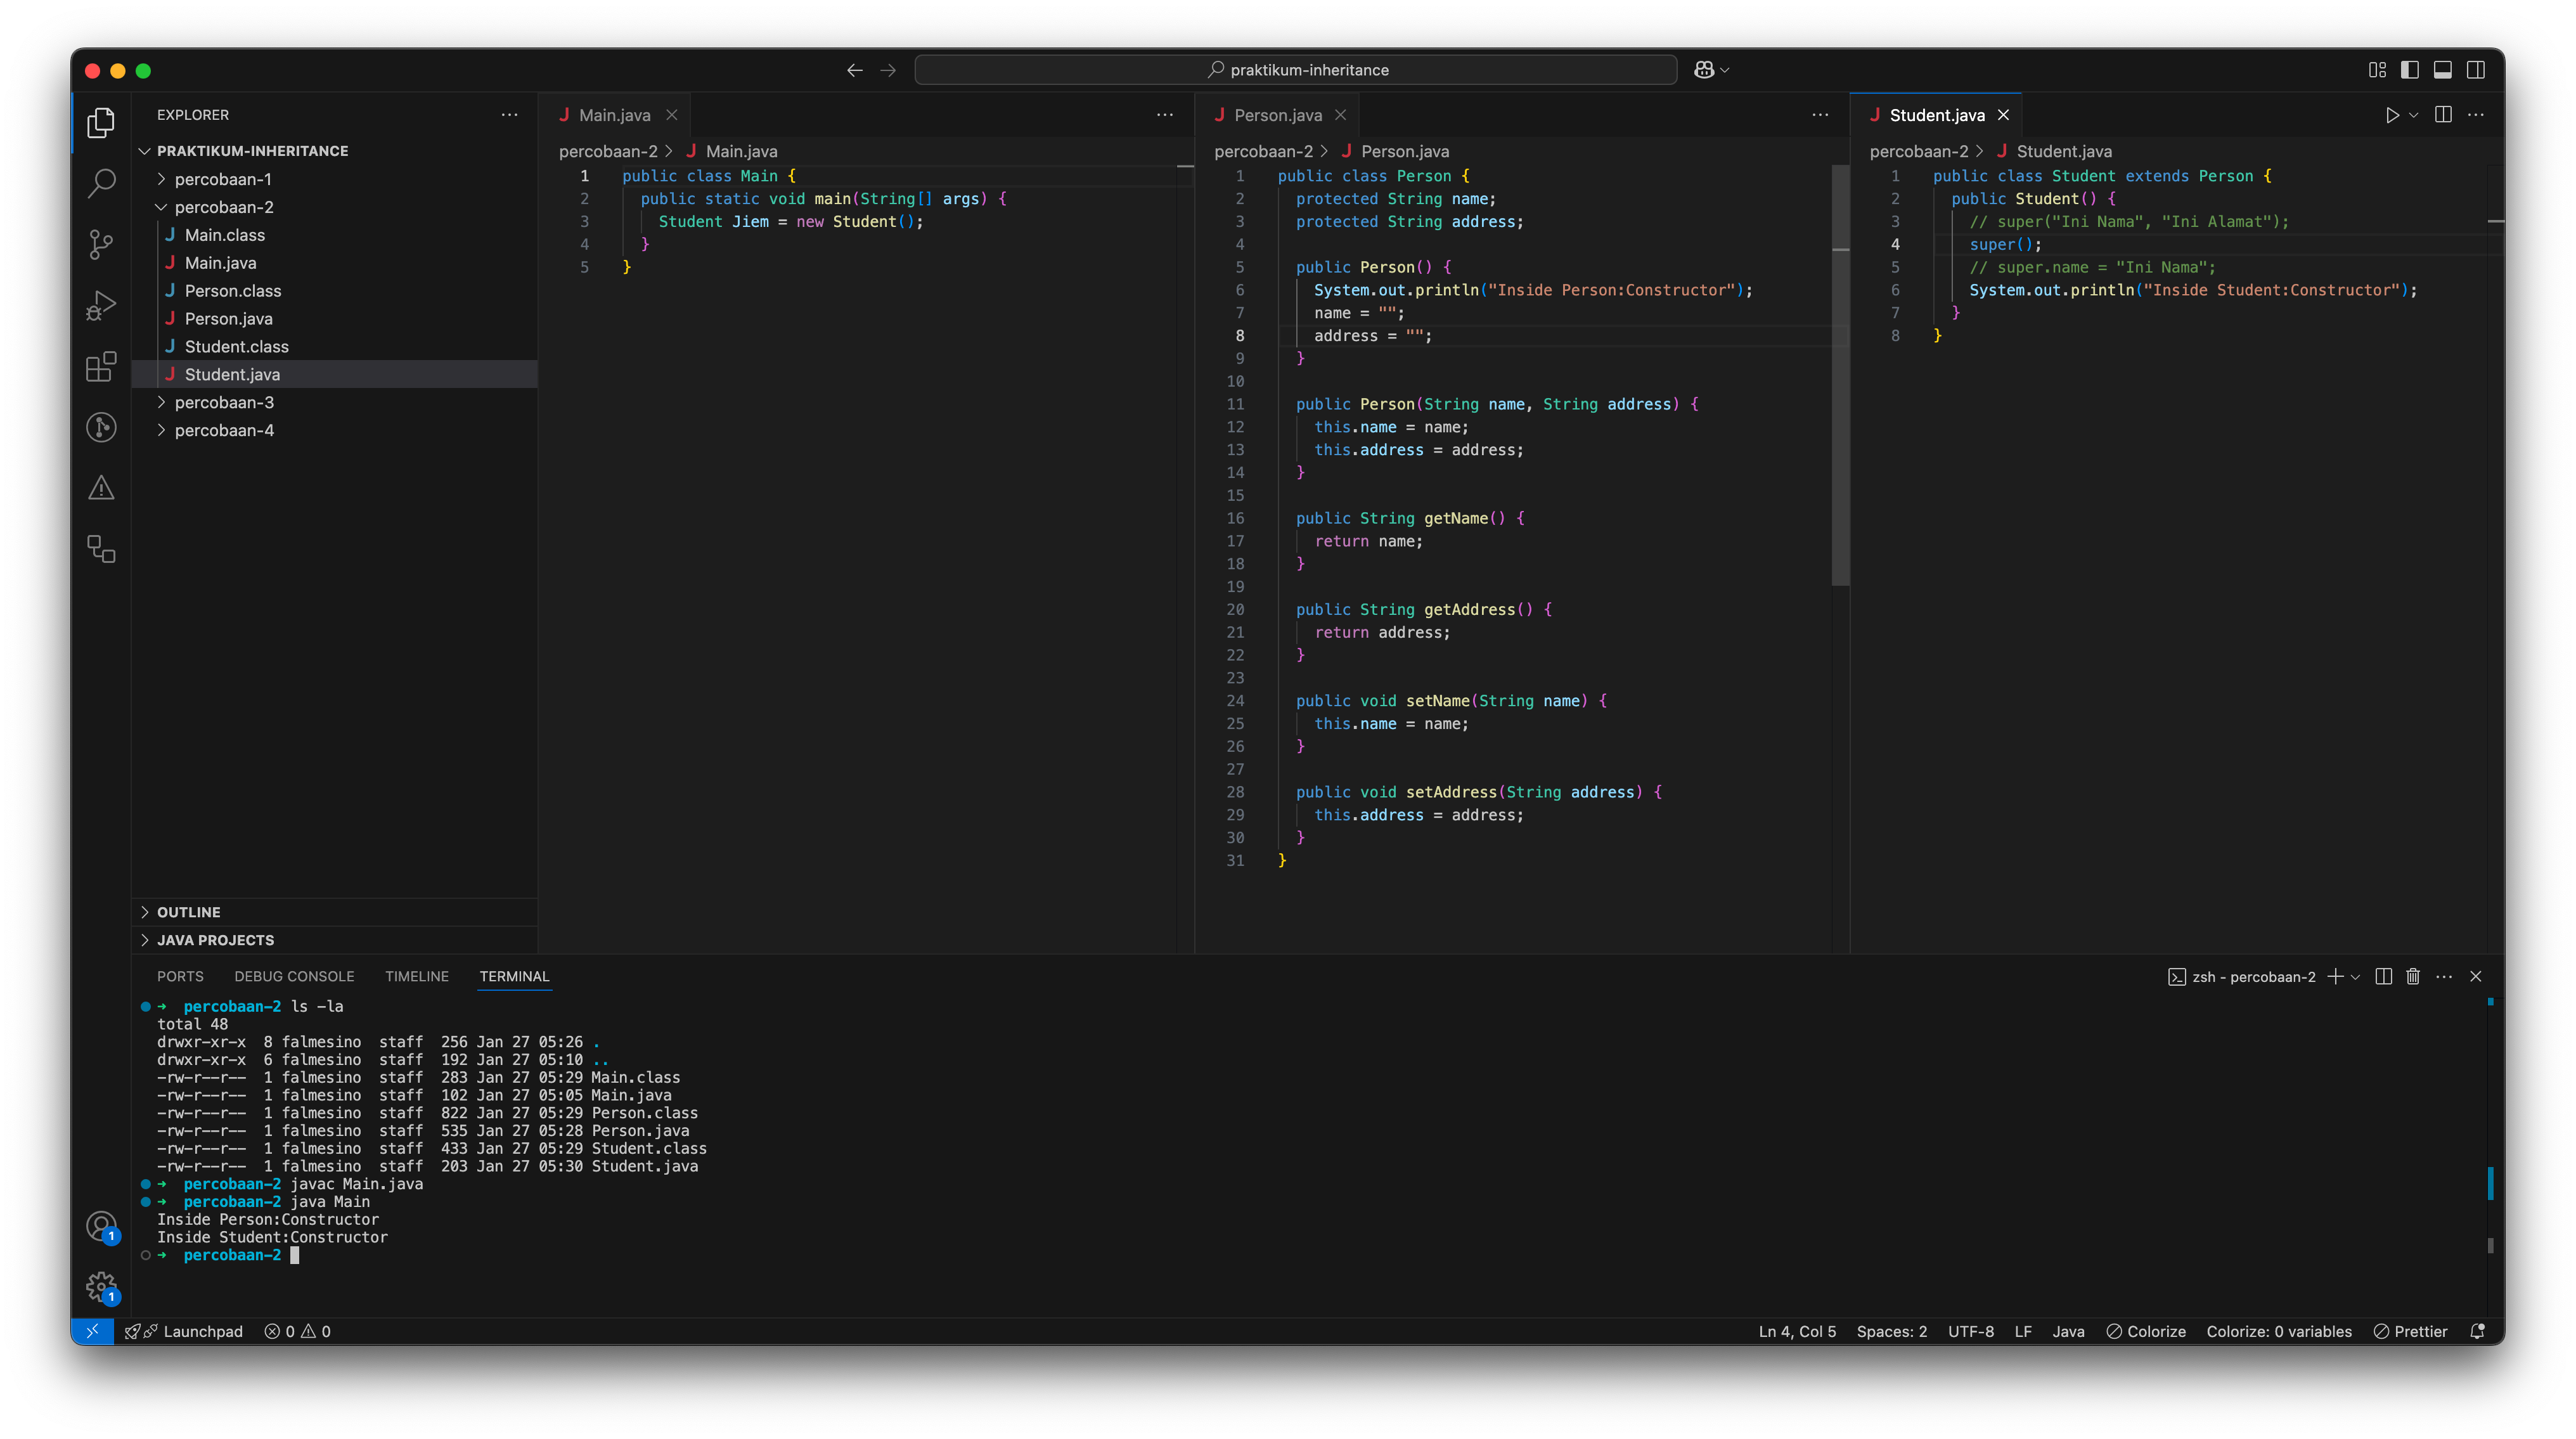 praktikum-inheritance
EXPLORER
PRAKTIKUM-INHERITANCE
percobaan-1
percobaan-2
Main.class
Main.java
Person.class
Person.java
Student.class
Student.java
percobaan-3
percobaan-4
OUTLINE
JAVA PROJECTS
Main.java
percobaan-2 > Main.java
1 public class Main {
2 public static void main(String[] args) {
3 Student Jiem = new Student();
4 }
5 }
Person.java
percobaan-2 > Person.java
1 public class Person {
2 protected String name;
3 protected String address;
4
5 public Person() {
6 System.out.println("Inside Person:Constructor");
7 name = "";
8 address = "";
9 }
10
11 public Person(String name, String address) {
12 this.name = name;
13 this.address = address;
14 }
15
16 public String getName() {
17 return name;
18 }
19
20 public String getAddress() {
21 return address;
22 }
23
24 public void setName(String name) {
25 this.name = name;
26 }
27
28 public void setAddress(String address) {
29 this.address = address;
30 }
31 }
Student.java
percobaan-2 > Student.java
1 public class Student extends Person {
2 public Student() {
3 // super("Ini Nama", "Ini Alamat");
4 super();
5 // super.name = "Ini Nama";
6 System.out.println("Inside Student:Constructor");
7 }
8 }
PORTS DEBUG CONSOLE TIMELINE TERMINAL
zsh - percobaan-2
percobaan-2 ls -la
total 48
drwxr-xr-x 8 falmesino staff 256 Jan 27 05:26 .
drwxr-xr-x 6 falmesino staff 192 Jan 27 05:10 ..
-rw-r--r-- 1 falmesino staff 283 Jan 27 05:29 Main.class
-rw-r--r-- 1 falmesino staff 102 Jan 27 05:05 Main.java
-rw-r--r-- 1 falmesino staff 822 Jan 27 05:29 Person.class
-rw-r--r-- 1 falmesino staff 535 Jan 27 05:28 Person.java
-rw-r--r-- 1 falmesino staff 433 Jan 27 05:29 Student.class
-rw-r--r-- 1 falmesino staff 203 Jan 27 05:30 Student.java
percobaan-2 javac Main.java
percobaan-2 java Main
Inside Person:Constructor
Inside Student:Constructor
percobaan-2
1
1
Launchpad 0 0
Ln 4, Col 5 Spaces: 2 UTF-8 LF Java Colorize Colorize: 0 variables Prettier